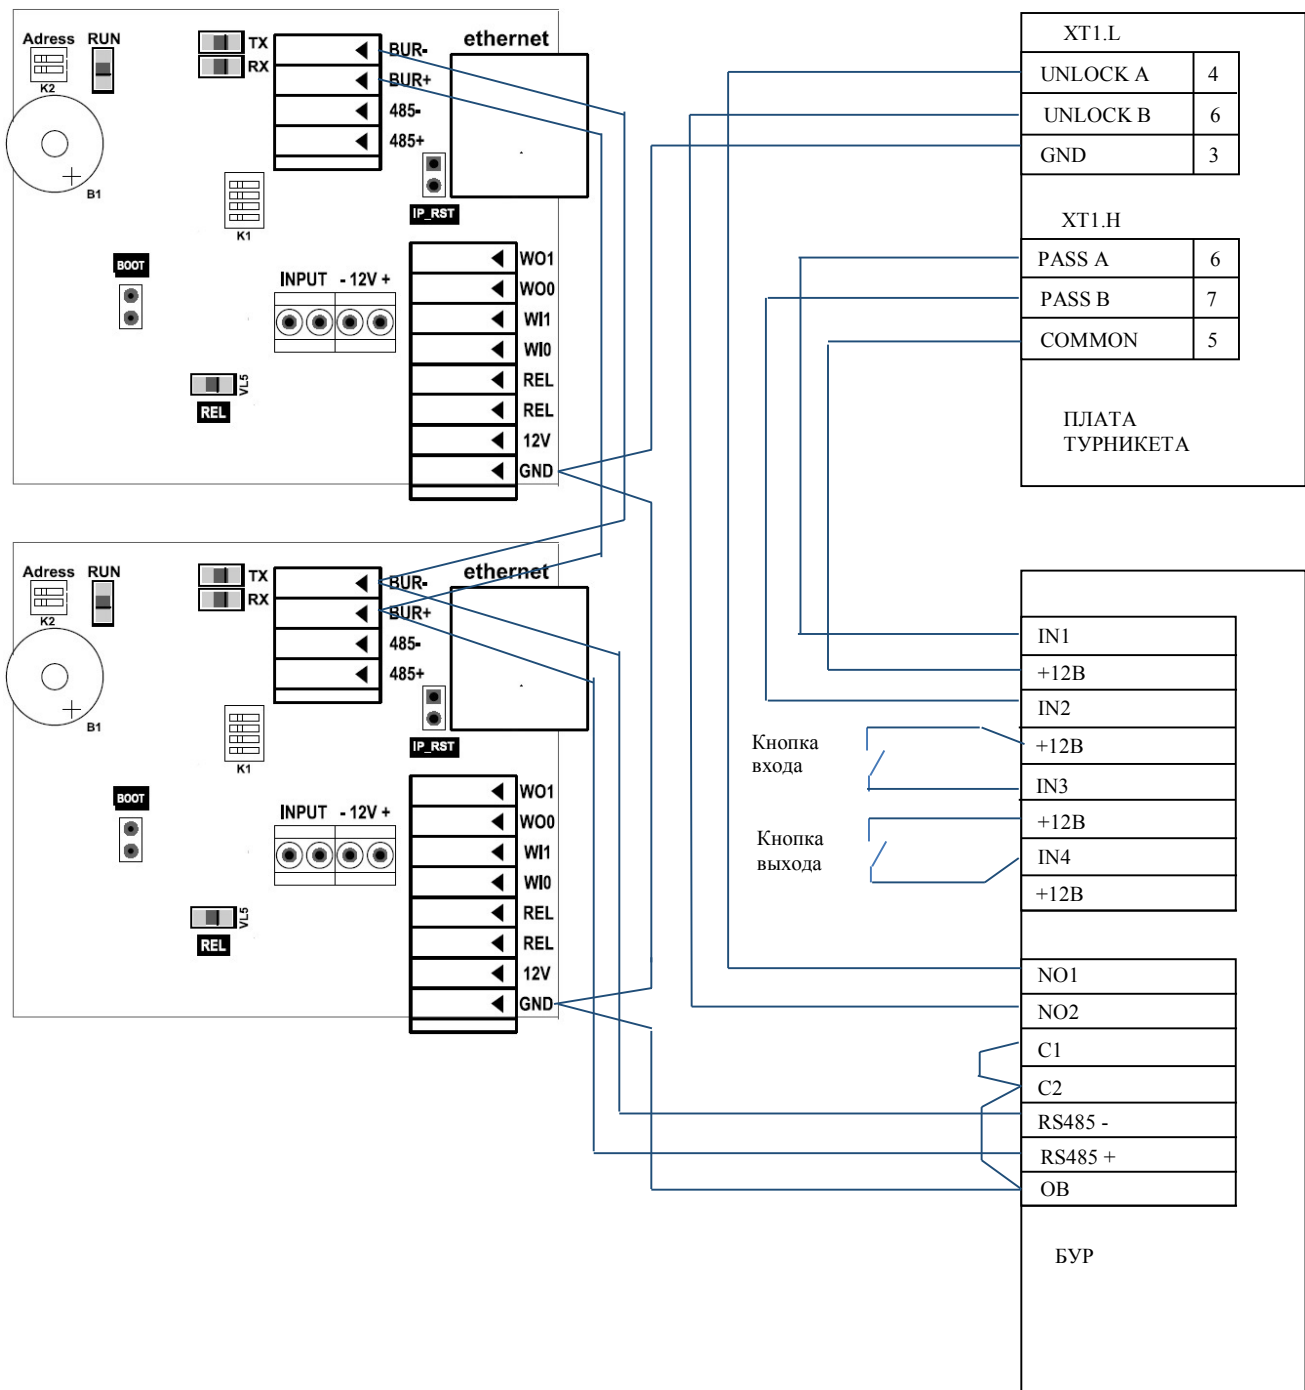 Adress RUN
K2
B1
TX
RX
BUR-
BUR+
485-
485+
ethernet
IP_RST
K1
BOOT
INPUT - 12V +
VL5
REL
WO1
WO0
WI1
WI0
REL
REL
12V
GND
Adress RUN
K2
B1
TX
RX
BUR-
BUR+
485-
485+
ethernet
IP_RST
K1
BOOT
INPUT - 12V +
VL5
REL
WO1
WO0
WI1
WI0
REL
REL
12V
GND
XT1.L
UNLOCK A 4
UNLOCK B 6
GND 3
XT1.H
PASS A 6
PASS B 7
COMMON 5
ПЛАТА
ТУРНИКЕТА
Кнопка
входа
Кнопка
выхода
IN1
+12В
IN2
+12В
IN3
+12В
IN4
+12В
NO1
NO2
C1
C2
RS485 -
RS485 +
ОВ
БУР